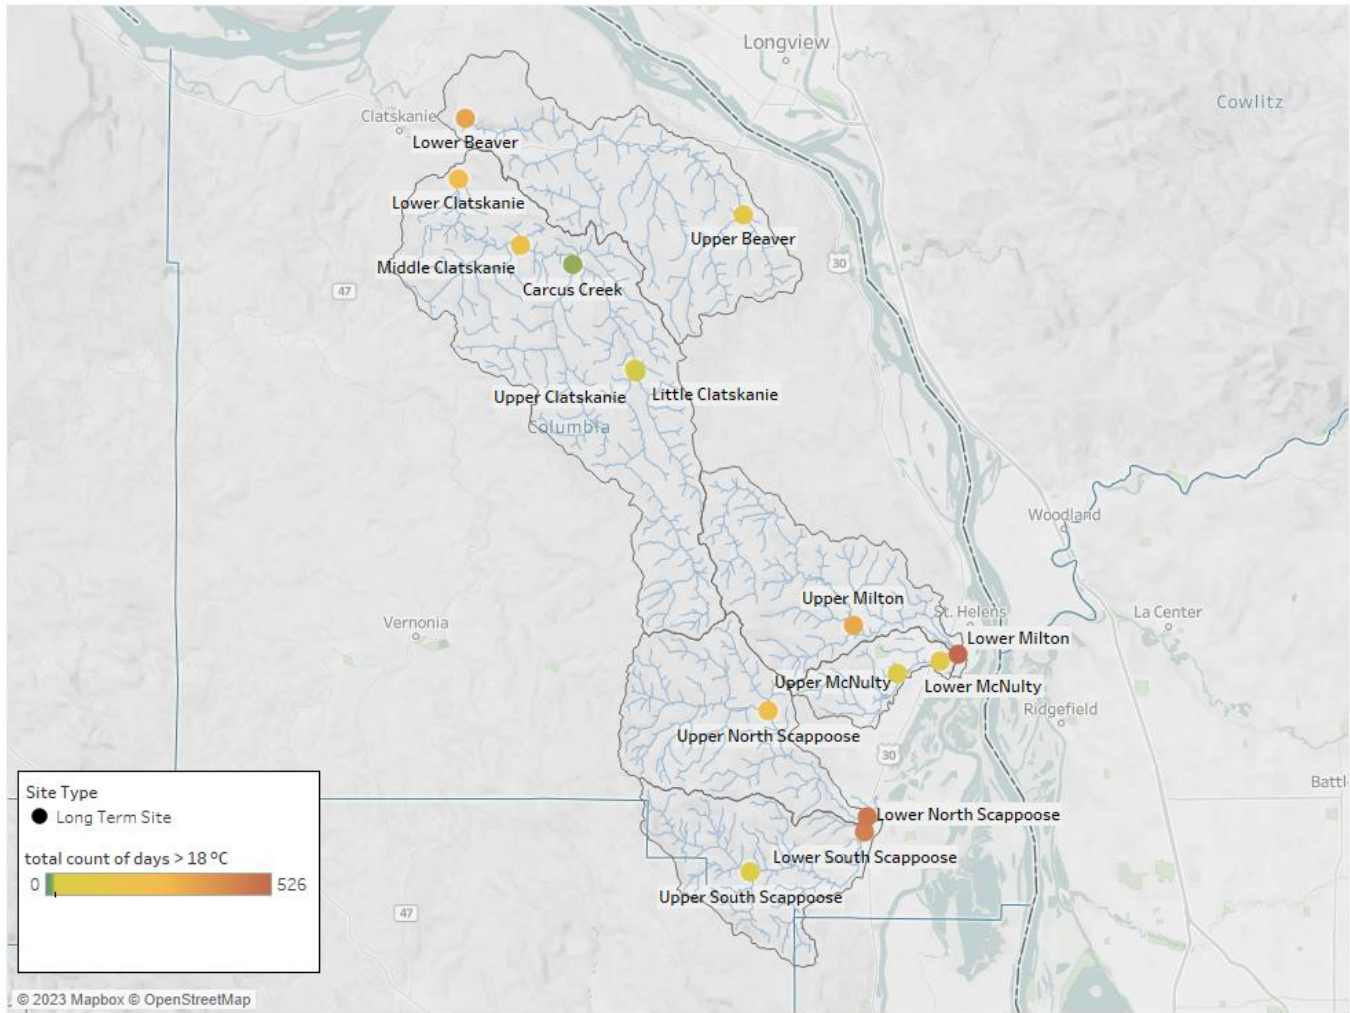 Longview
Cowlitz
Clatskanie
Lower Beaver
Lower Clatskanie
Upper Beaver
30
Middle Clatskanie
Carcus Creek
47
Upper Clatskanie
Little Clatskanie
Columbia
Woodland
Upper Milton
St. Helens
La Center
Vernonia
Lower Milton
Upper McNulty
Lower McNulty
Ridgefield
Upper North Scappoose
30
Battl
Site Type
Long Term Site
Lower North Scappoose
total count of days > 18 °C
Lower South Scappoose
0
526
Upper South Scappoose
47
© 2023 Mapbox © OpenStreetMap